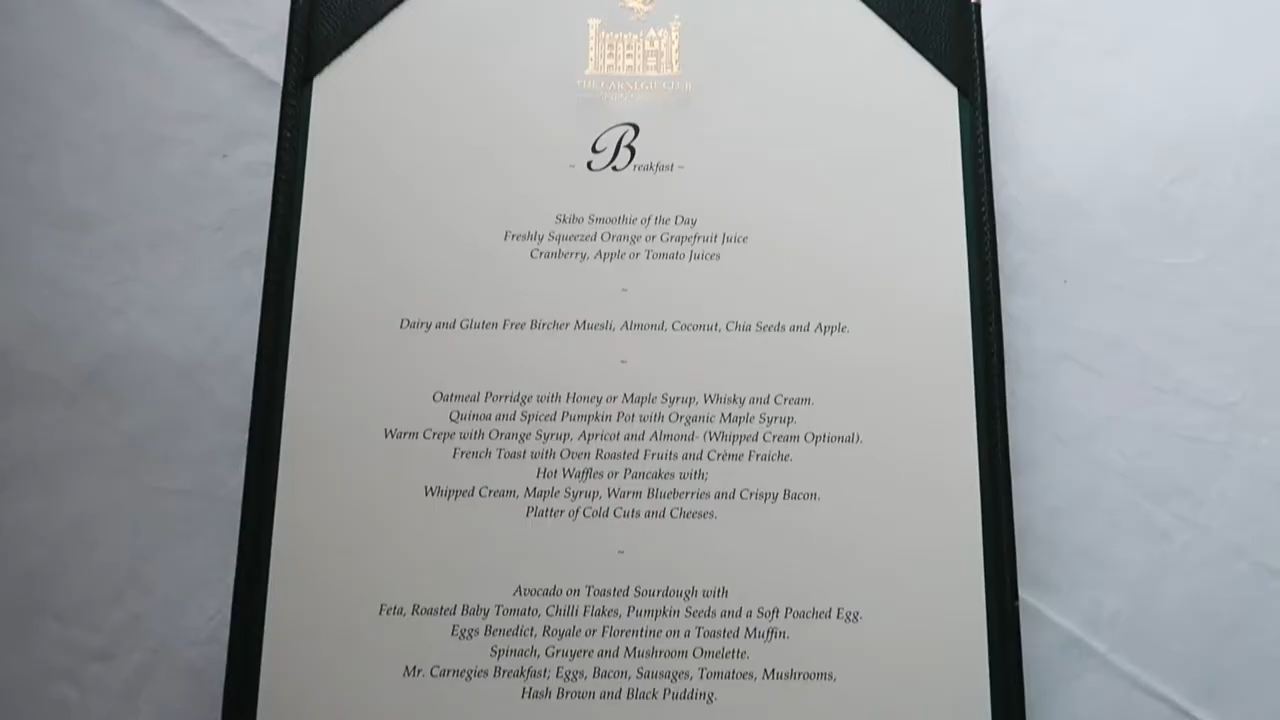 THE CARNEGIE CLUB
~ Breakfast ~
Skibo Smoothie of the Day
Freshly Squeezed Orange or Grapefruit Juice
Cranberry, Apple or Tomato Juices
~
Dairy and Gluten Free Bircher Muesli, Almond, Coconut, Chia Seeds and Apple.
~
Oatmeal Porridge with Honey or Maple Syrup, Whisky and Cream.
Quinoa and Spiced Pumpkin Pot with Organic Maple Syrup.
Warm Crepe with Orange Syrup, Apricot and Almond- (Whipped Cream Optional).
French Toast with Oven Roasted Fruits and Crème Fraiche.
Hot Waffles or Pancakes with;
Whipped Cream, Maple Syrup, Warm Blueberries and Crispy Bacon.
Platter of Cold Cuts and Cheeses.
~
Avocado on Toasted Sourdough with
Feta, Roasted Baby Tomato, Chilli Flakes, Pumpkin Seeds and a Soft Poached Egg.
Eggs Benedict, Royale or Florentine on a Toasted Muffin.
Spinach, Gruyere and Mushroom Omelette.
Mr. Carnegies Breakfast; Eggs, Bacon, Sausages, Tomatoes, Mushrooms,
Hash Brown and Black Pudding.